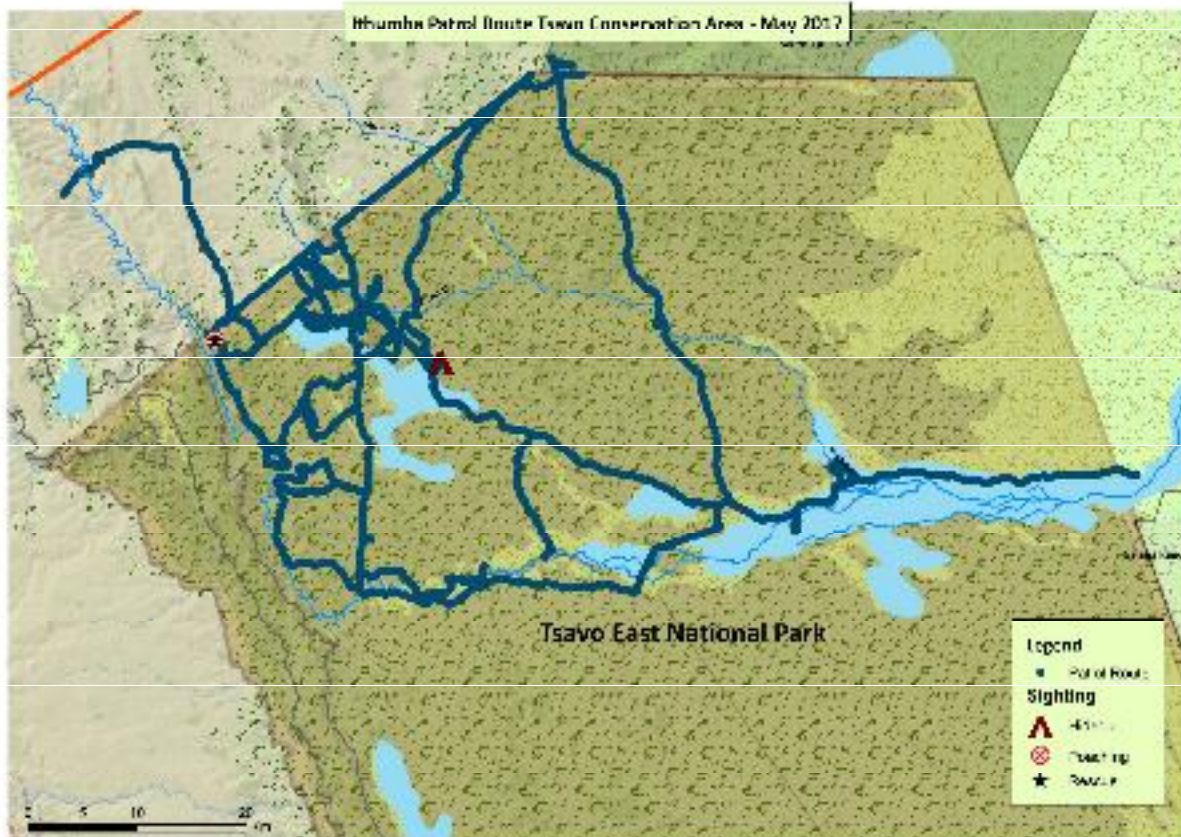 Ithumba Patrol Route Tsavo Conservation Area - May 2017
Tsavo East National Park
Legend
Patrol Route
Sighting
Poaching
Rescue
5 10 20
Km